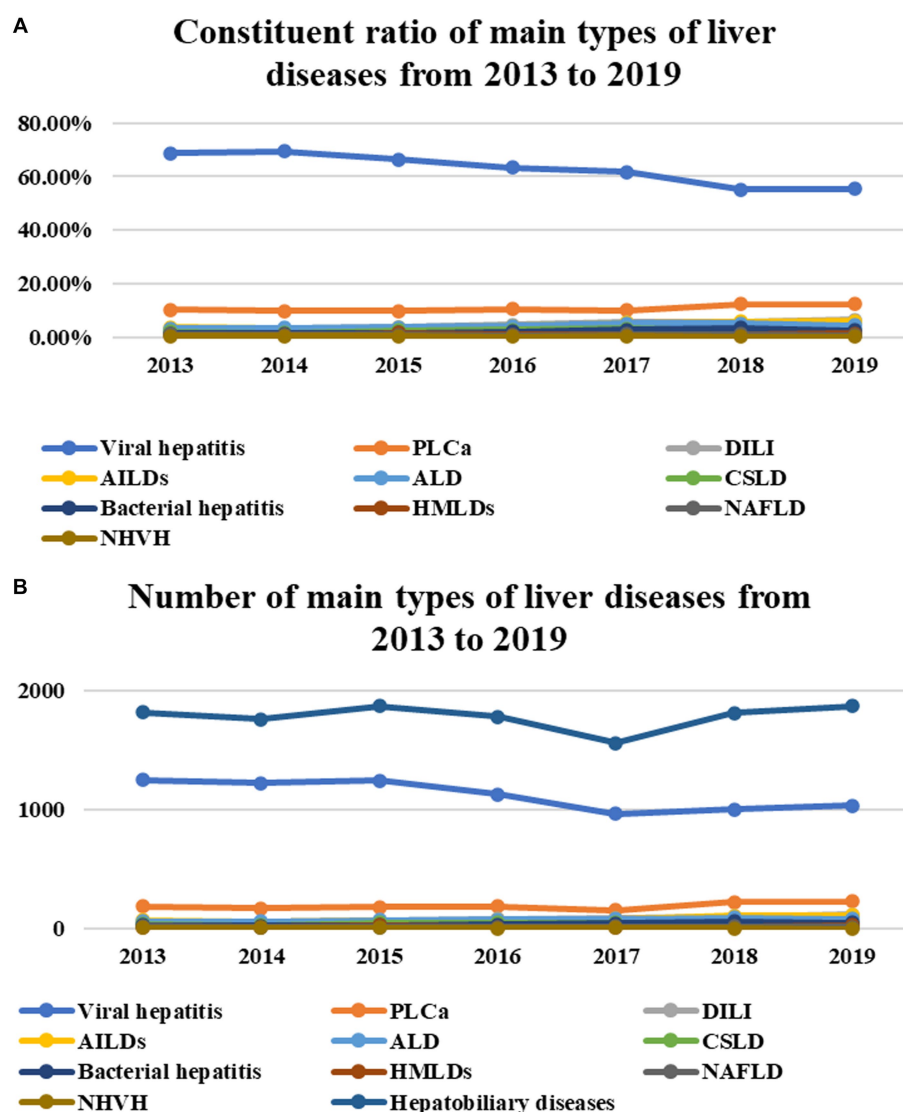 A
Constituent ratio of main types of liver
diseases from 2013 to 2019
80.00%
60.00%
40.00%
20.00%
0.00%
2013 2014 2015 2016 2017 2018 2019
Viral hepatitis PLCa DILI
AILDs ALD CSLD
Bacterial hepatitis HMLDs NAFLD
NHVH
B
Number of main types of liver diseases from
2013 to 2019
2000
1000
0
2013 2014 2015 2016 2017 2018 2019
Viral hepatitis PLCa DILI
AILDs ALD CSLD
Bacterial hepatitis HMLDs NAFLD
NHVH Hepatobiliary diseases